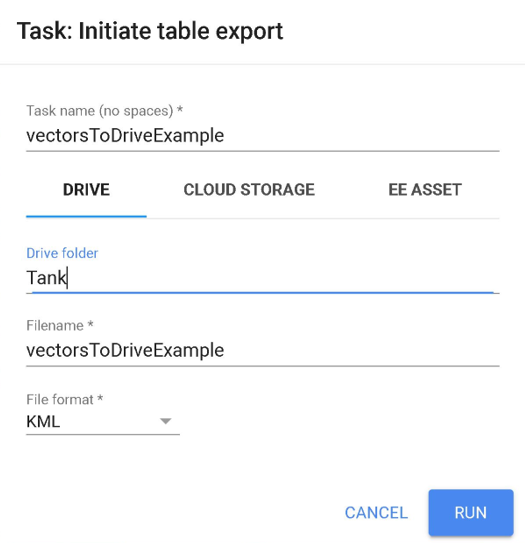 Task: Initiate table export
Task name (no spaces) *
vectorsToDriveExample
DRIVE CLOUD STORAGE EE ASSET
Drive folder
Tank
Filename *
vectorsToDriveExample
File format *
KML
CANCEL RUN